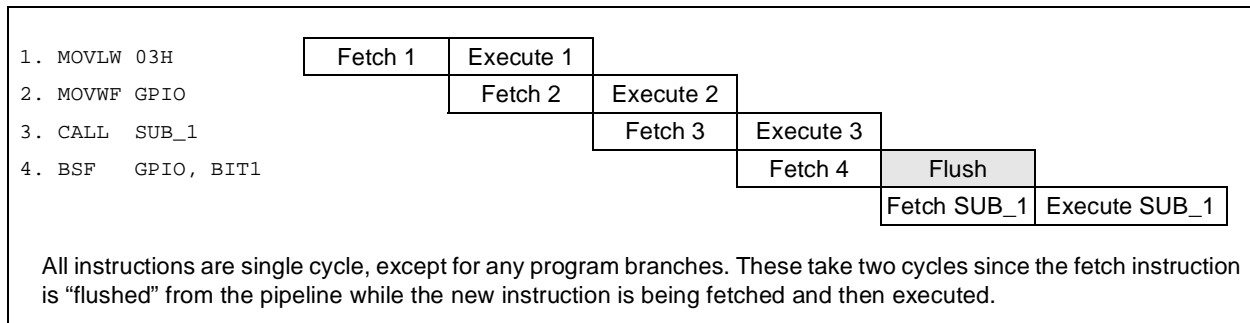 1. MOVLW 03H Fetch 1 Execute 1
2. MOVWF GPIO Fetch 2 Execute 2
3. CALL SUB_1 Fetch 3 Execute 3
4. BSF GPIO, BIT1 Fetch 4 Flush
Fetch SUB_1 Execute SUB_1
All instructions are single cycle, except for any program branches. These take two cycles since the fetch instruction
is “flushed” from the pipeline while the new instruction is being fetched and then executed.